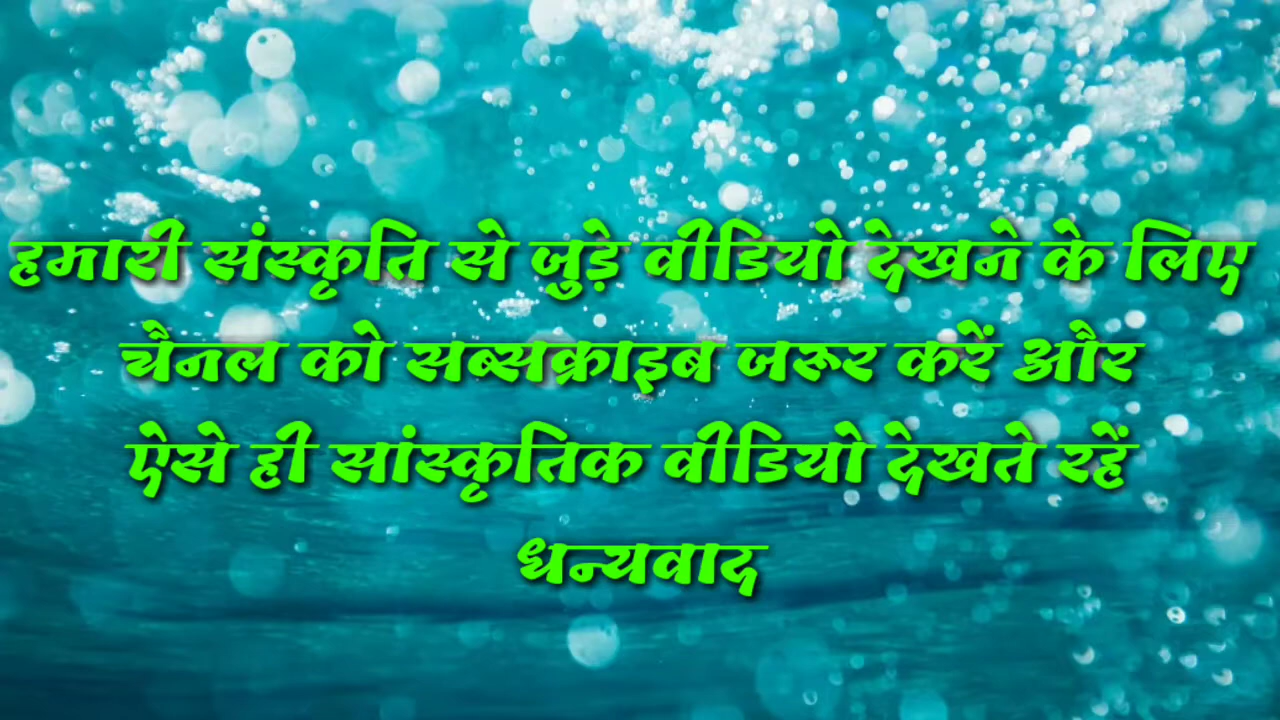 हमारी संस्कृति से जुड़े वीडियो देखने के लिए
चैनल को सब्सक्राइब जरूर करें और
ऐसे ही सांस्कृतिक वीडियो देखते रहें
धन्यवाद